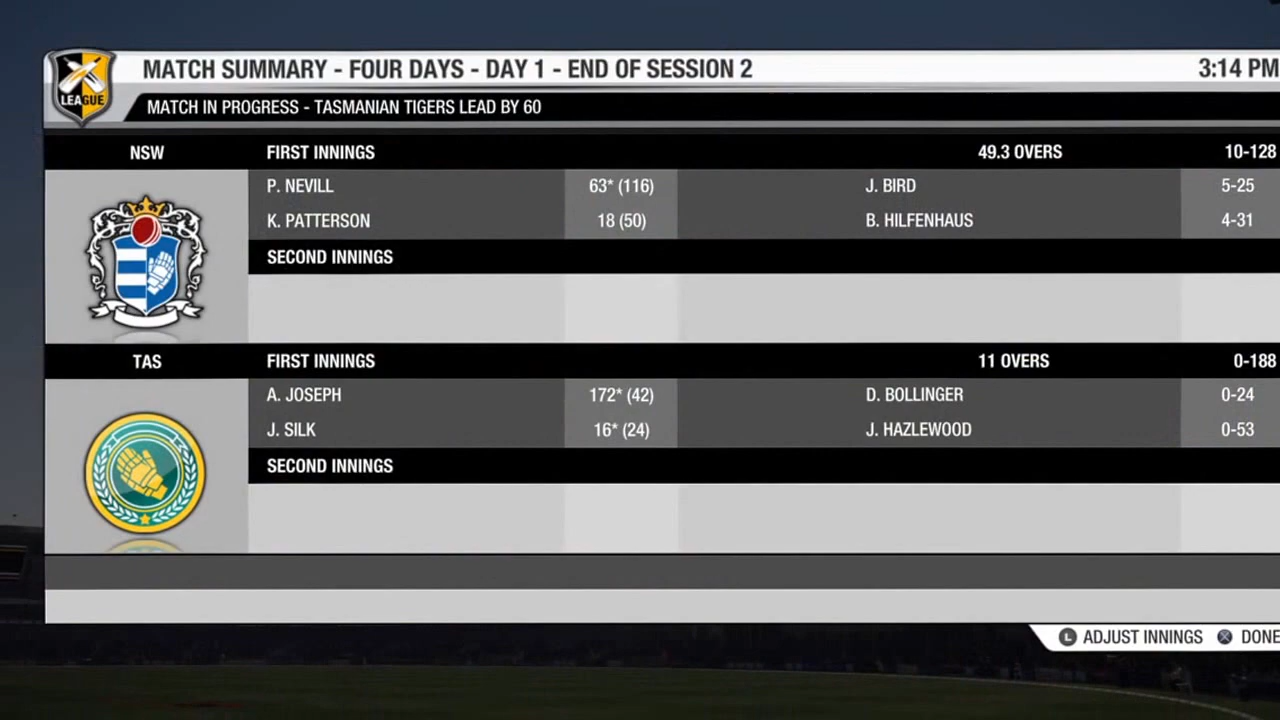 MATCH SUMMARY - FOUR DAYS - DAY 1 - END OF SESSION 2 3:14 PM
LEAGUE
MATCH IN PROGRESS - TASMANIAN TIGERS LEAD BY 60
NSW FIRST INNINGS 49.3 OVERS 10-128
P. NEVILL 63* (116) J. BIRD 5-25
K. PATTERSON 18 (50) B. HILFENHAUS 4-31
SECOND INNINGS
TAS FIRST INNINGS 11 OVERS 0-188
A. JOSEPH 172* (42) D. BOLLINGER 0-24
J. SILK 16* (24) J. HAZLEWOOD 0-53
SECOND INNINGS
L ADJUST INNINGS DONE